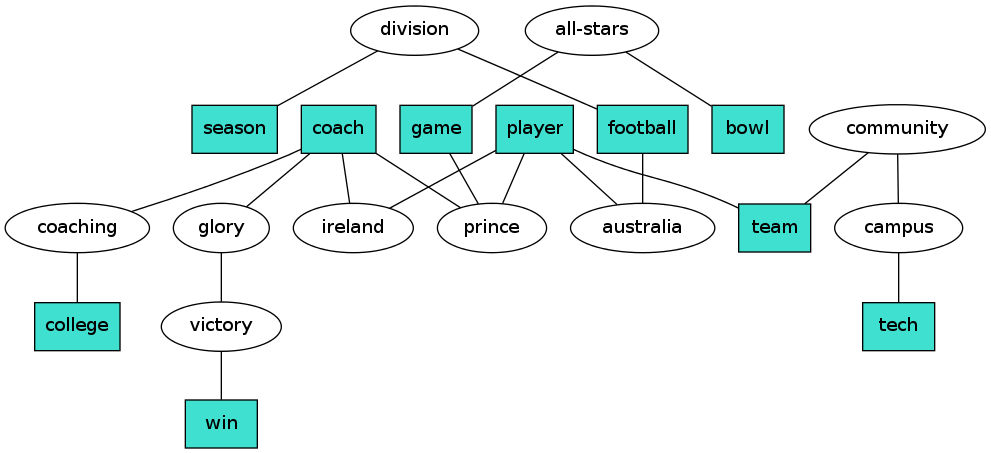 division
all-stars
season
coach
game
player
football
bowl
community
coaching
glory
ireland
prince
australia
team
campus
college
victory
tech
win